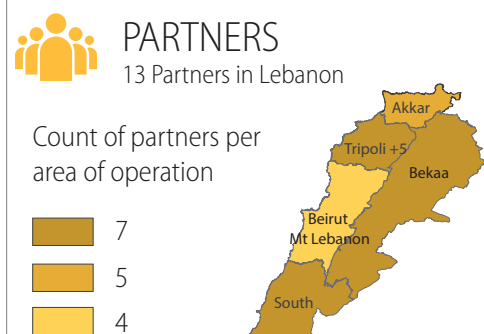 PARTNERS
13 Partners in Lebanon
Count of partners per
area of operation
7
5
4
Akkar
Tripoli +5
Bekaa
Beirut
Mt Lebanon
South